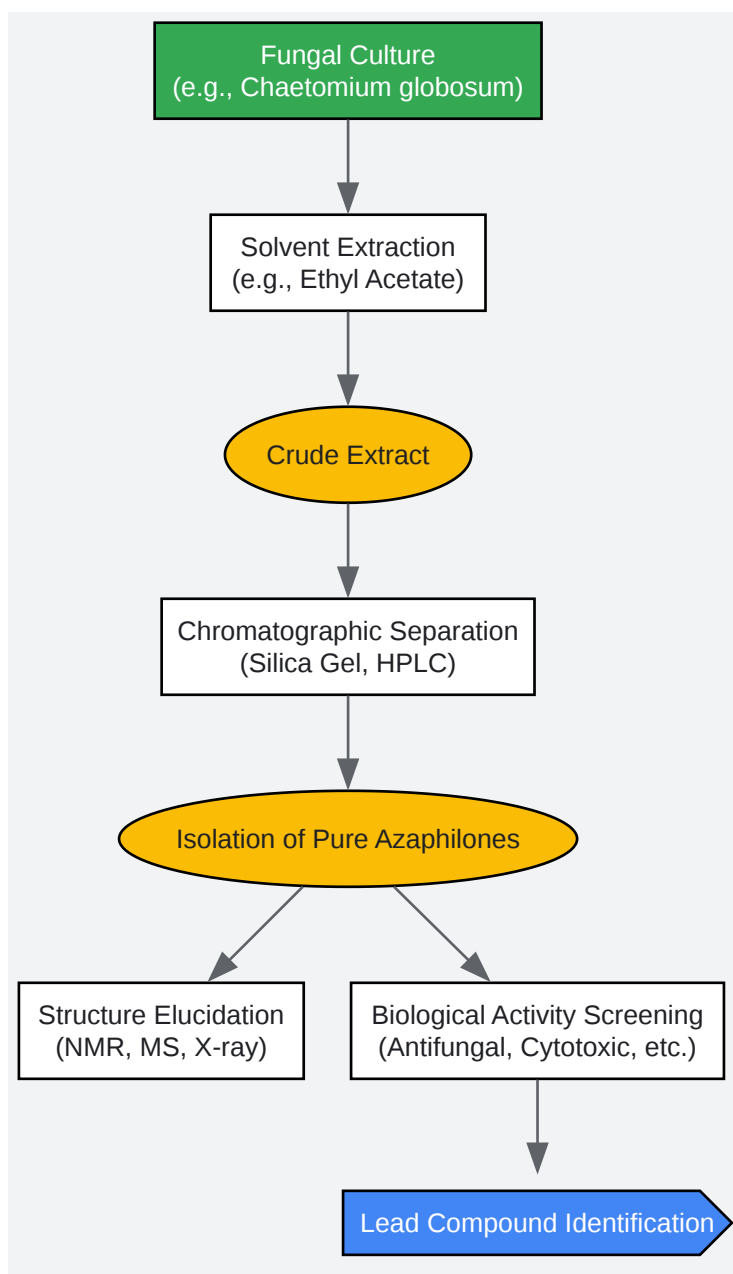 Fungal Culture
(e.g., Chaetomium globosum)
Solvent Extraction
(e.g., Ethyl Acetate)
Crude Extract
Chromatographic Separation
(Silica Gel, HPLC)
Isolation of Pure Azaphilones
Structure Elucidation
(NMR, MS, X-ray)
Biological Activity Screening
(Antifungal, Cytotoxic, etc.)
Lead Compound Identification